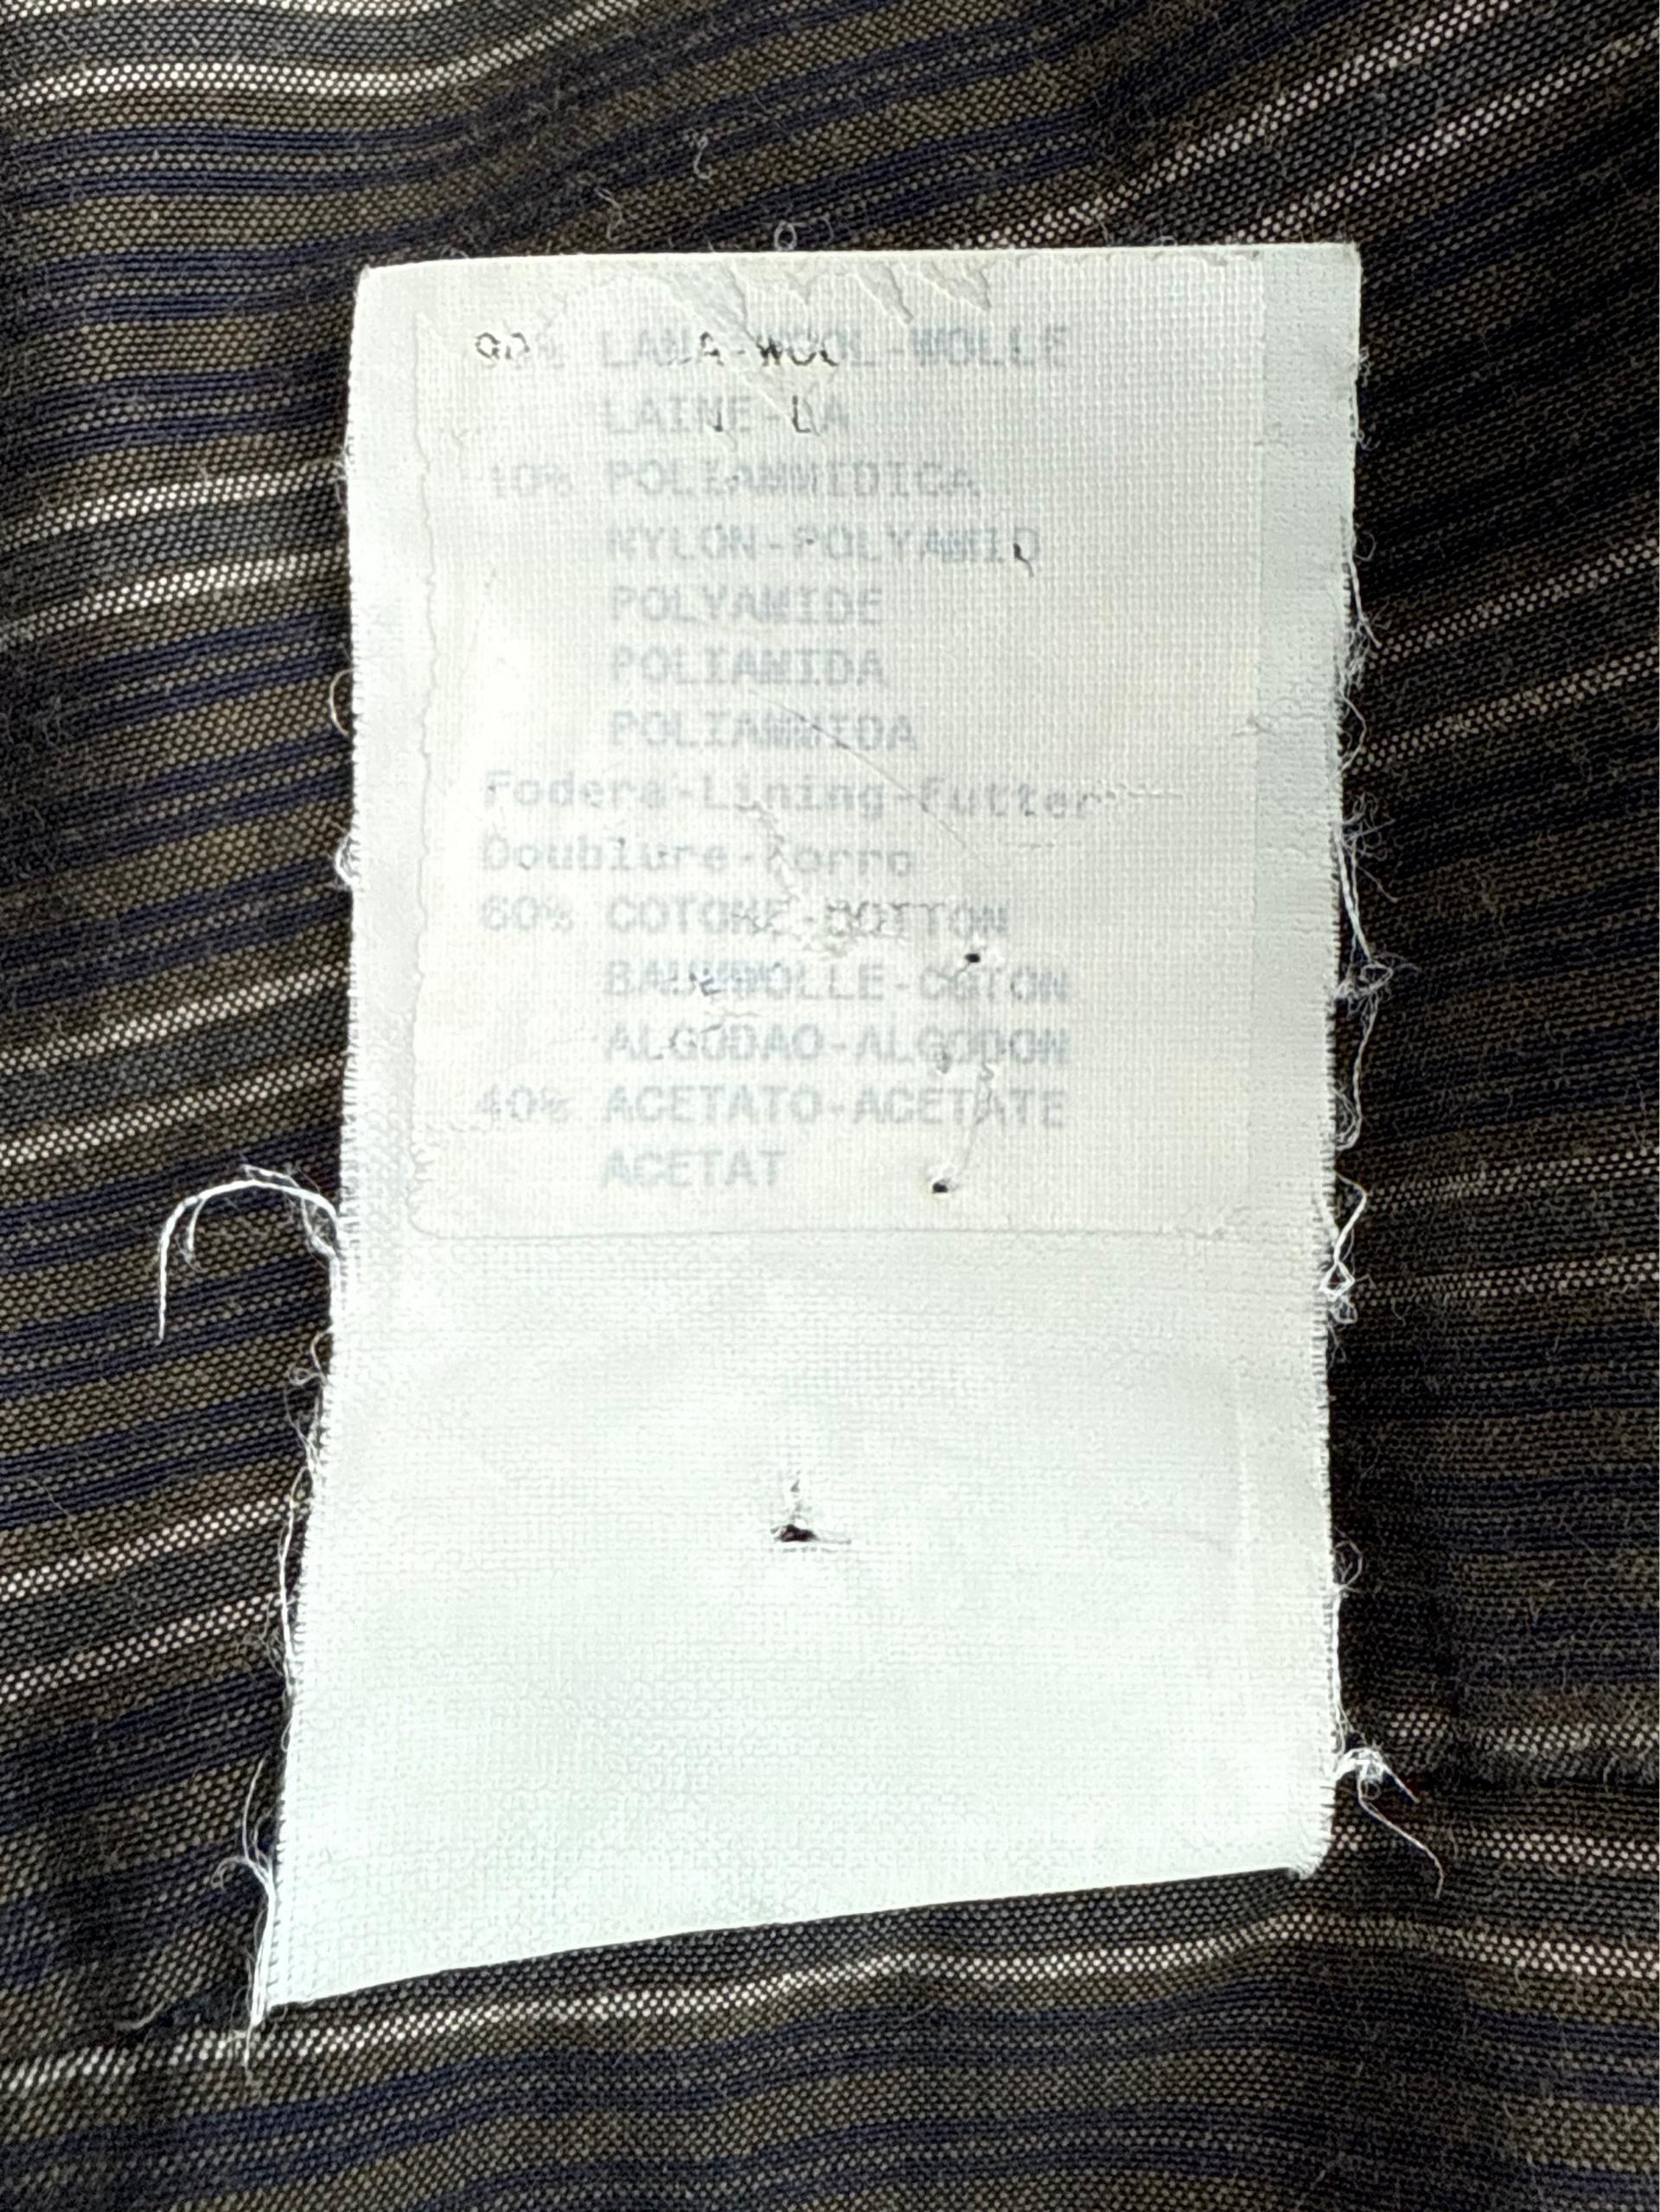 90% LANA-WOOL-WOLLE
LAINE-LA
10% POLIAMMIDICA
NYLON-POLYAMID
POLYAMIDE
POLIAMIDA
POLIAMMIDA
Fodera-Lining-Futter
Doublure-Forro
60% COTONE-COTTON
BAUMWOLLE-COTON
ALGODAO-ALGODON
40% ACETATO-ACETATE
ACETAT